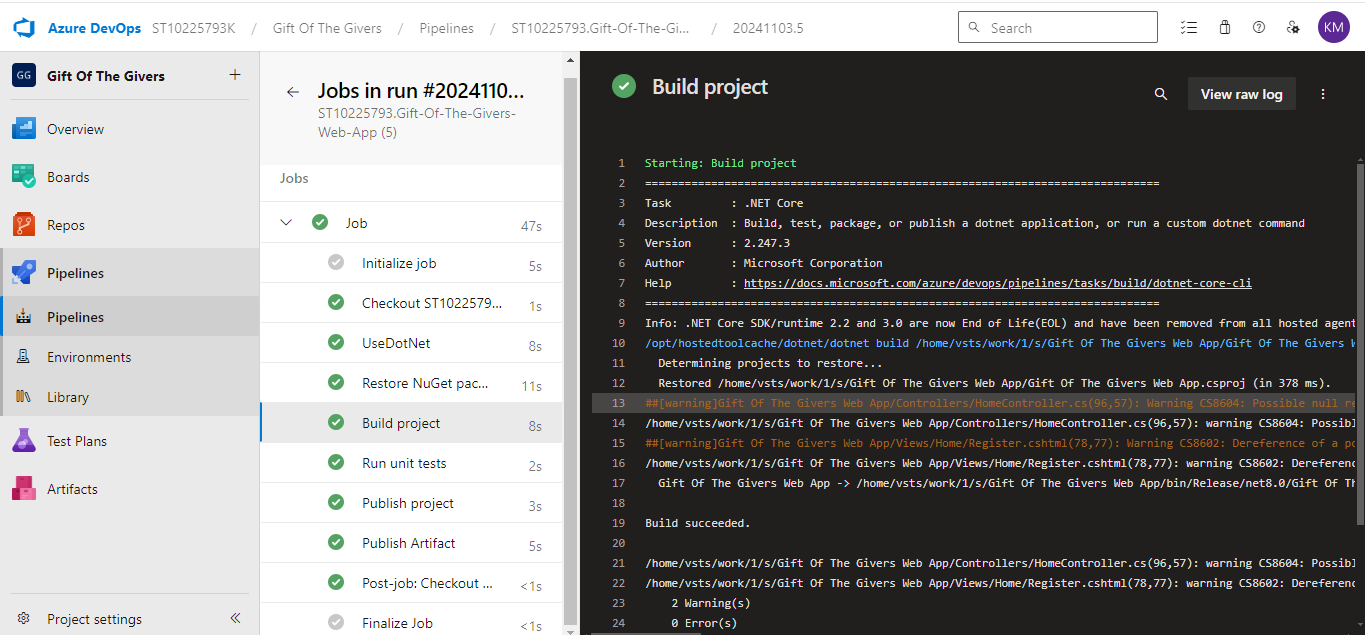 Azure DevOps ST10225793K / Gift Of The Givers / Pipelines / ST10225793.Gift-Of-The-Gi... / 20241103.5
Search
KM
GG Gift Of The Givers +
Overview
Boards
Repos
Pipelines
Pipelines
Environments
Library
Test Plans
Artifacts
Project settings
Jobs in run #2024110...
ST10225793.Gift-Of-The-Givers-
Web-App (5)
Jobs
Job 47s
Initialize job 5s
Checkout ST1022579... 1s
UseDotNet 8s
Restore NuGet pac... 11s
Build project 8s
Run unit tests 2s
Publish project 3s
Publish Artifact 5s
Post-job: Checkout ... <1s
Finalize Job <1s
Build project
View raw log
1 Starting: Build project
2 ==============================================================================
3 Task : .NET Core
4 Description : Build, test, package, or publish a dotnet application, or run a custom dotnet command
5 Version : 2.247.3
6 Author : Microsoft Corporation
7 Help : https://docs.microsoft.com/azure/devops/pipelines/tasks/build/dotnet-core-cli
8 ==============================================================================
9 Info: .NET Core SDK/runtime 2.2 and 3.0 are now End of Life(EOL) and have been removed from all hosted agent
10 /opt/hostedtoolcache/dotnet/dotnet build /home/vsts/work/1/s/Gift Of The Givers Web App/Gift Of The Givers W
11 Determining projects to restore...
12 Restored /home/vsts/work/1/s/Gift Of The Givers Web App/Gift Of The Givers Web App.csproj (in 378 ms).
13 ##[warning]Gift Of The Givers Web App/Controllers/HomeController.cs(96,57): Warning CS8604: Possible null re
14 /home/vsts/work/1/s/Gift Of The Givers Web App/Controllers/HomeController.cs(96,57): warning CS8604: Possibl
15 ##[warning]Gift Of The Givers Web App/Views/Home/Register.cshtml(78,77): Warning CS8602: Dereference of a po
16 /home/vsts/work/1/s/Gift Of The Givers Web App/Views/Home/Register.cshtml(78,77): warning CS8602: Dereferenc
17 Gift Of The Givers Web App -> /home/vsts/work/1/s/Gift Of The Givers Web App/bin/Release/net8.0/Gift Of Th
18
19 Build succeeded.
20
21 /home/vsts/work/1/s/Gift Of The Givers Web App/Controllers/HomeController.cs(96,57): warning CS8604: Possibl
22 /home/vsts/work/1/s/Gift Of The Givers Web App/Views/Home/Register.cshtml(78,77): warning CS8602: Dereferenc
23 2 Warning(s)
24 0 Error(s)